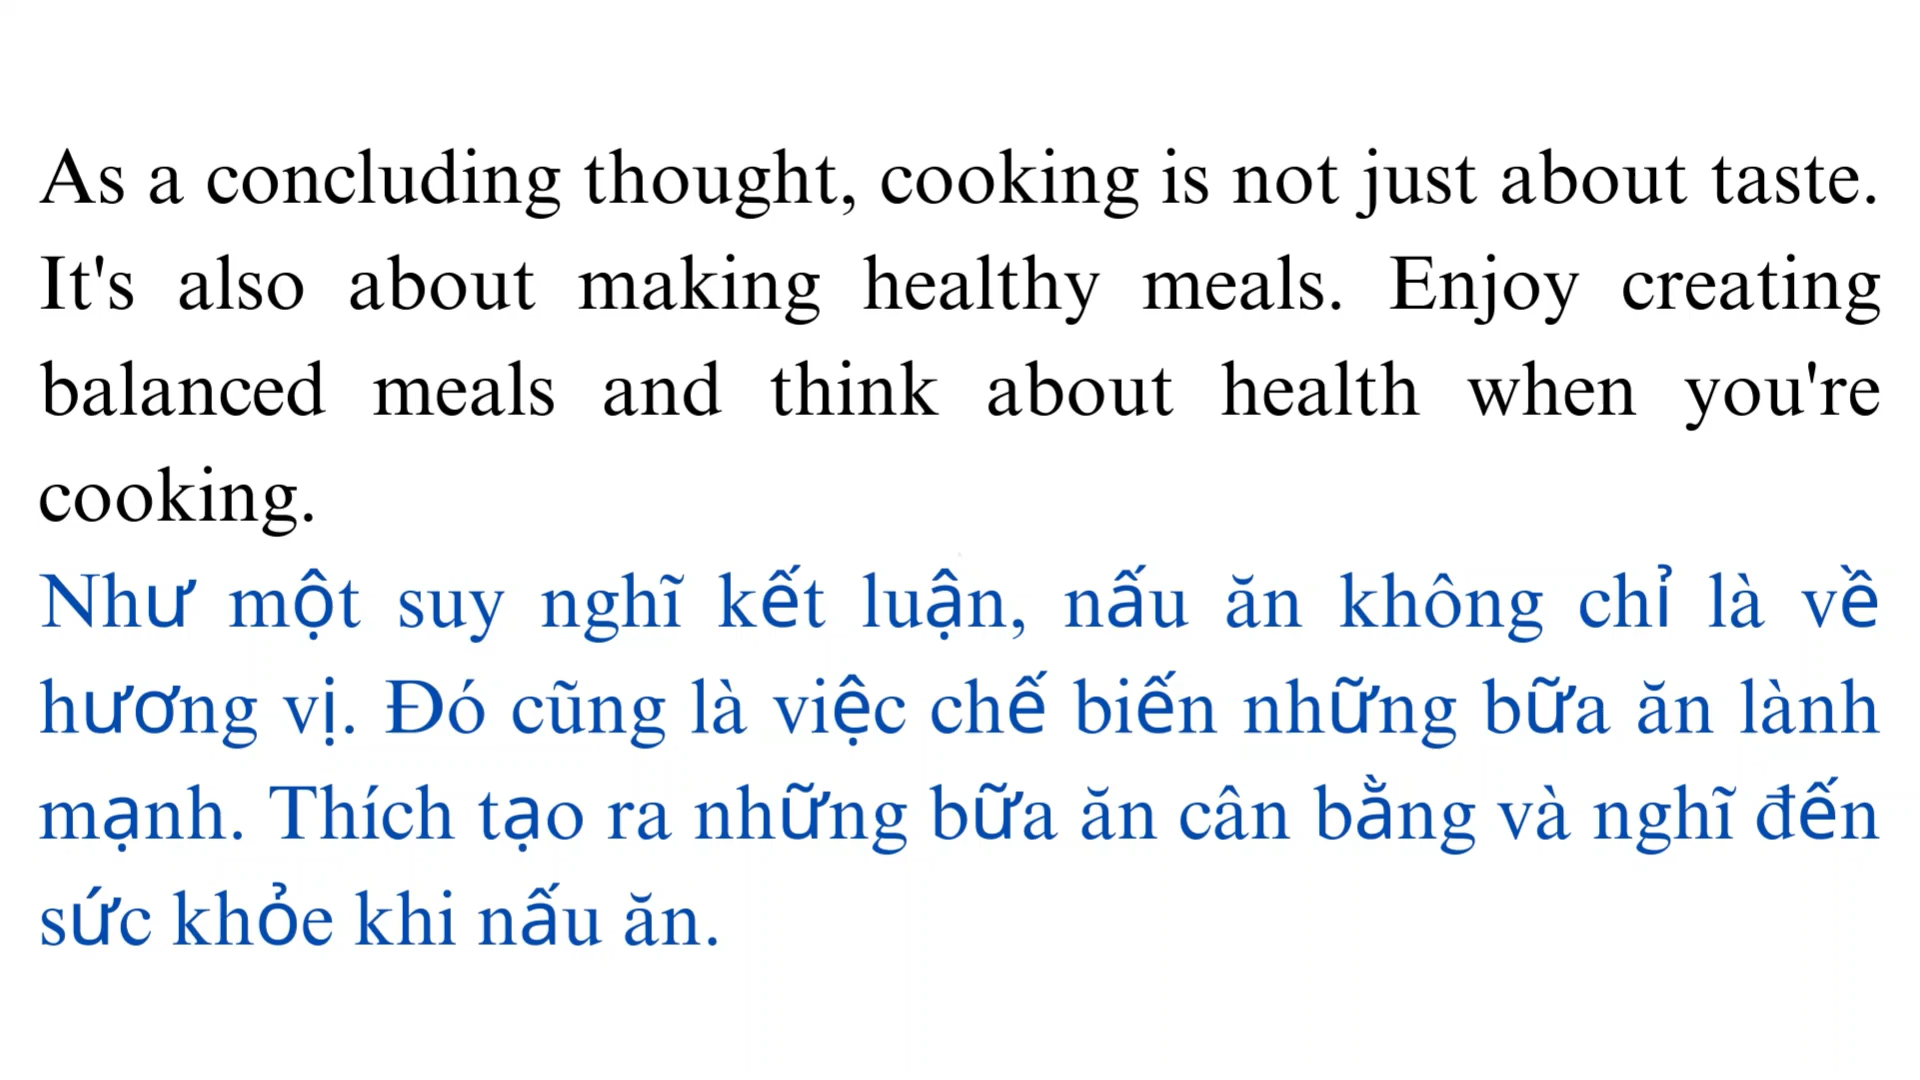 As a concluding thought, cooking is not just about taste.
It's also about making healthy meals. Enjoy creating
balanced meals and think about health when you're
cooking.
Như một suy nghĩ kết luận, nấu ăn không chỉ là về
hương vị. Đó cũng là việc chế biến những bữa ăn lành
mạnh. Thích tạo ra những bữa ăn cân bằng và nghĩ đến
sức khỏe khi nấu ăn.